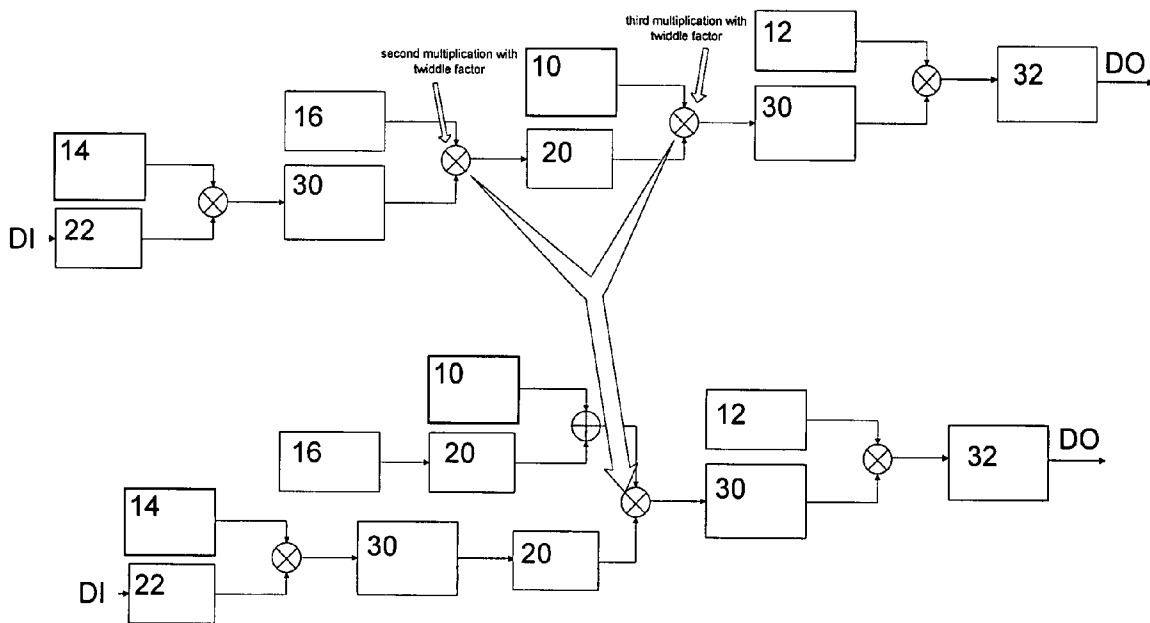 third multiplication with
twiddle factor
second multiplication with
twiddle factor
12
10
32
DO
16
30
14
20
30
22
DI
10
12
16
20
DO
32
30
14
30
20
DI
22